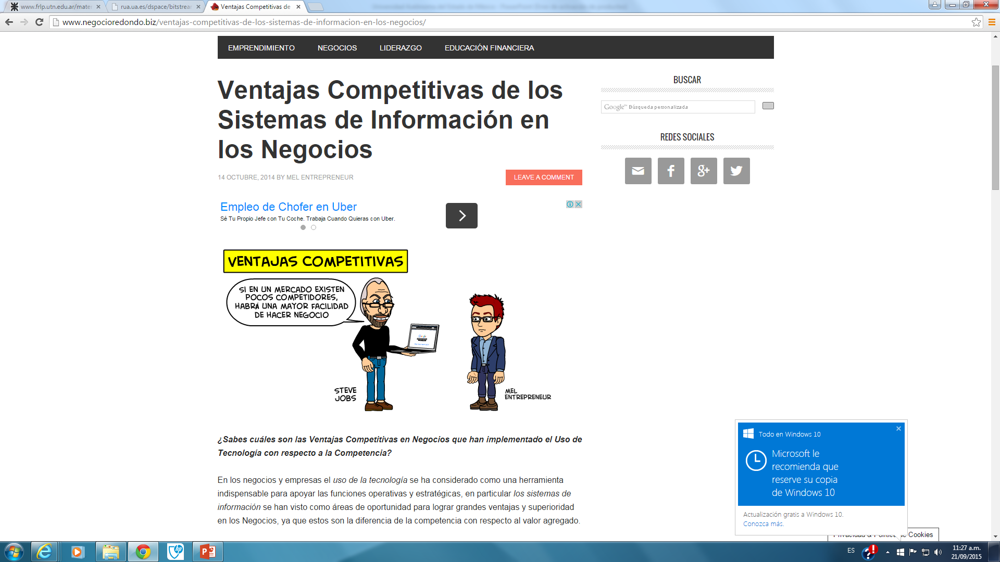 www.frlp.utn.edu.ar/mater
rua.ua.es/dspace/bitstrear
Ventajas Competitivas de
www.negocioredondo.biz/ventajas-competitivas-de-los-sistemas-de-informacion-en-los-negocios/
EMPRENDIMIENTO NEGOCIOS LIDERAZGO EDUCACIÓN FINANCIERA
Ventajas Competitivas de los
Sistemas de Información en
los Negocios
14 OCTUBRE, 2014 BY MEL ENTREPRENEUR
LEAVE A COMMENT
BUSCAR
Google™ Búsqueda personalizada
REDES SOCIALES
Empleo de Chofer en Uber
Sé Tu Propio Jefe con Tu Coche. Trabaja Cuando Quieras con Uber.
VENTAJAS COMPETITIVAS
SI EN UN MERCADO EXISTEN
POCOS COMPETIDORES,
HABRÁ UNA MAYOR FACILIDAD
DE HACER NEGOCIO
Google
STEVE
JOBS
MEL
ENTREPRENEUR
¿Sabes cuáles son las Ventajas Competitivas en Negocios que han implementado el Uso de
Tecnología con respecto a la Competencia?
En los negocios y empresas el uso de la tecnología se ha considerado como una herramienta
indispensable para apoyar las funciones operativas y estratégicas, en particular los sistemas de
información se han visto como áreas de oportunidad para lograr grandes ventajas y superioridad
en los Negocios, ya que estos son la diferencia de la competencia con respecto al valor agregado.
Todo en Windows 10
Microsoft le
recomienda que
reserve su copia
de Windows 10
Actualización gratis a Windows 10.
Conozca más.
Privacidad & Política de Cookies
ES
11:27 a.m.
21/09/2015